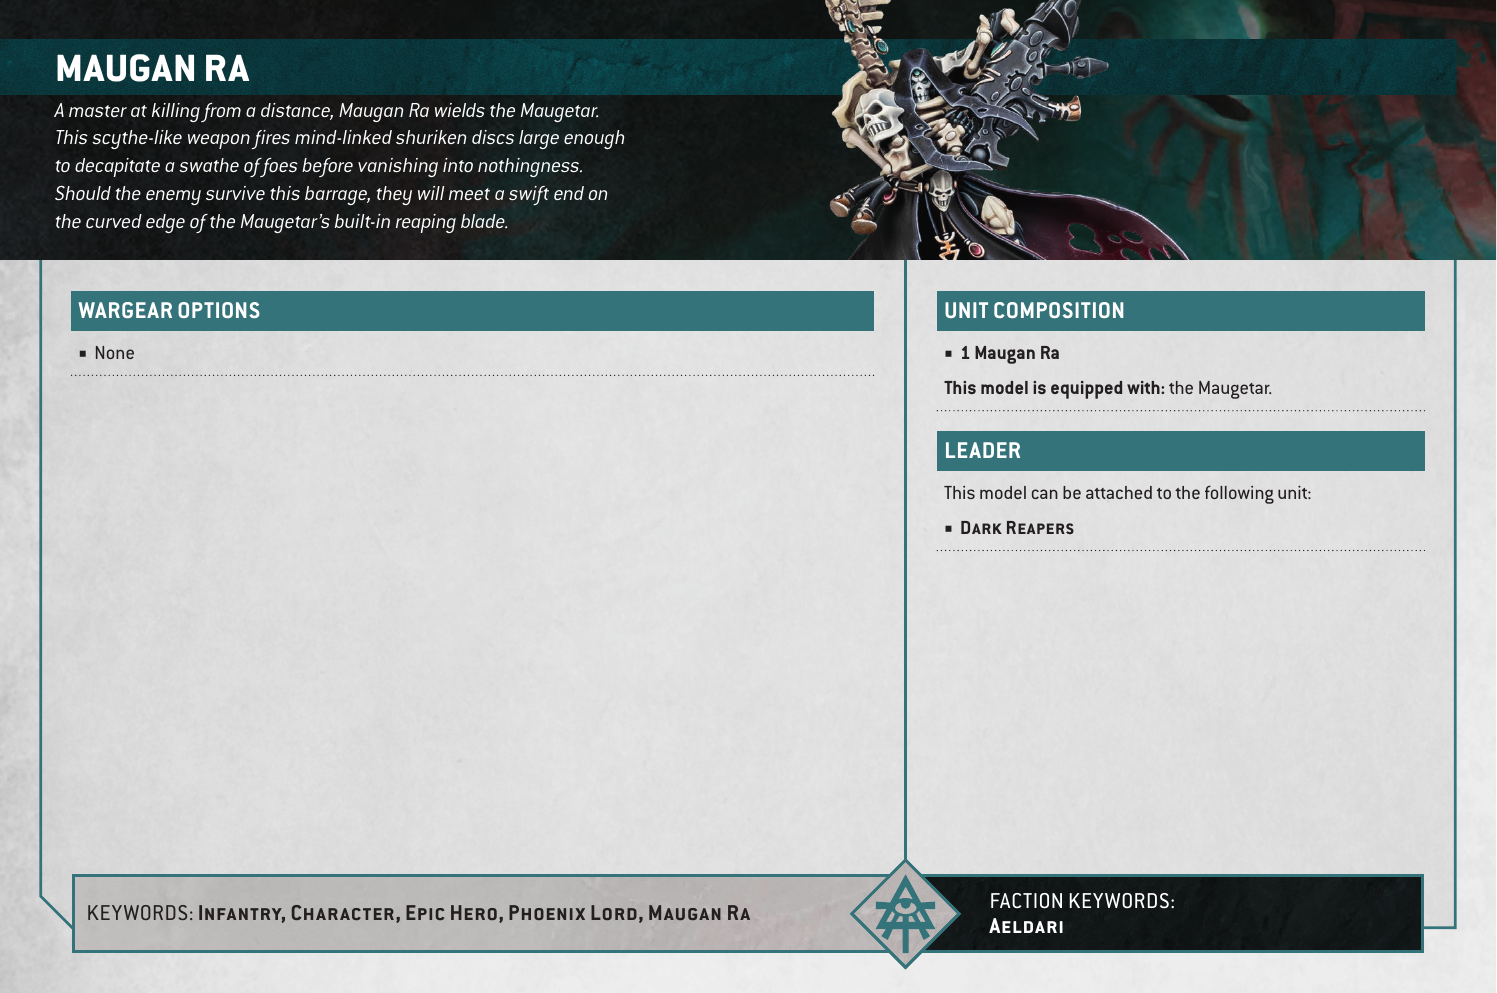 MAUGAN RA
A master at killing from a distance, Maugan Ra wields the Maugetar.
This scythe-like weapon fires mind-linked shuriken discs large enough
to decapitate a swathe of foes before vanishing into nothingness.
Should the enemy survive this barrage, they will meet a swift end on
the curved edge of the Maugetar’s built-in reaping blade.
WARGEAR OPTIONS
■ None
UNIT COMPOSITION
■ 1 Maugan Ra
This model is equipped with: the Maugetar.
LEADER
This model can be attached to the following unit:
■ Dark Reapers
KEYWORDS: Infantry, Character, Epic Hero, Phoenix Lord, Maugan Ra
FACTION KEYWORDS:
Aeldari